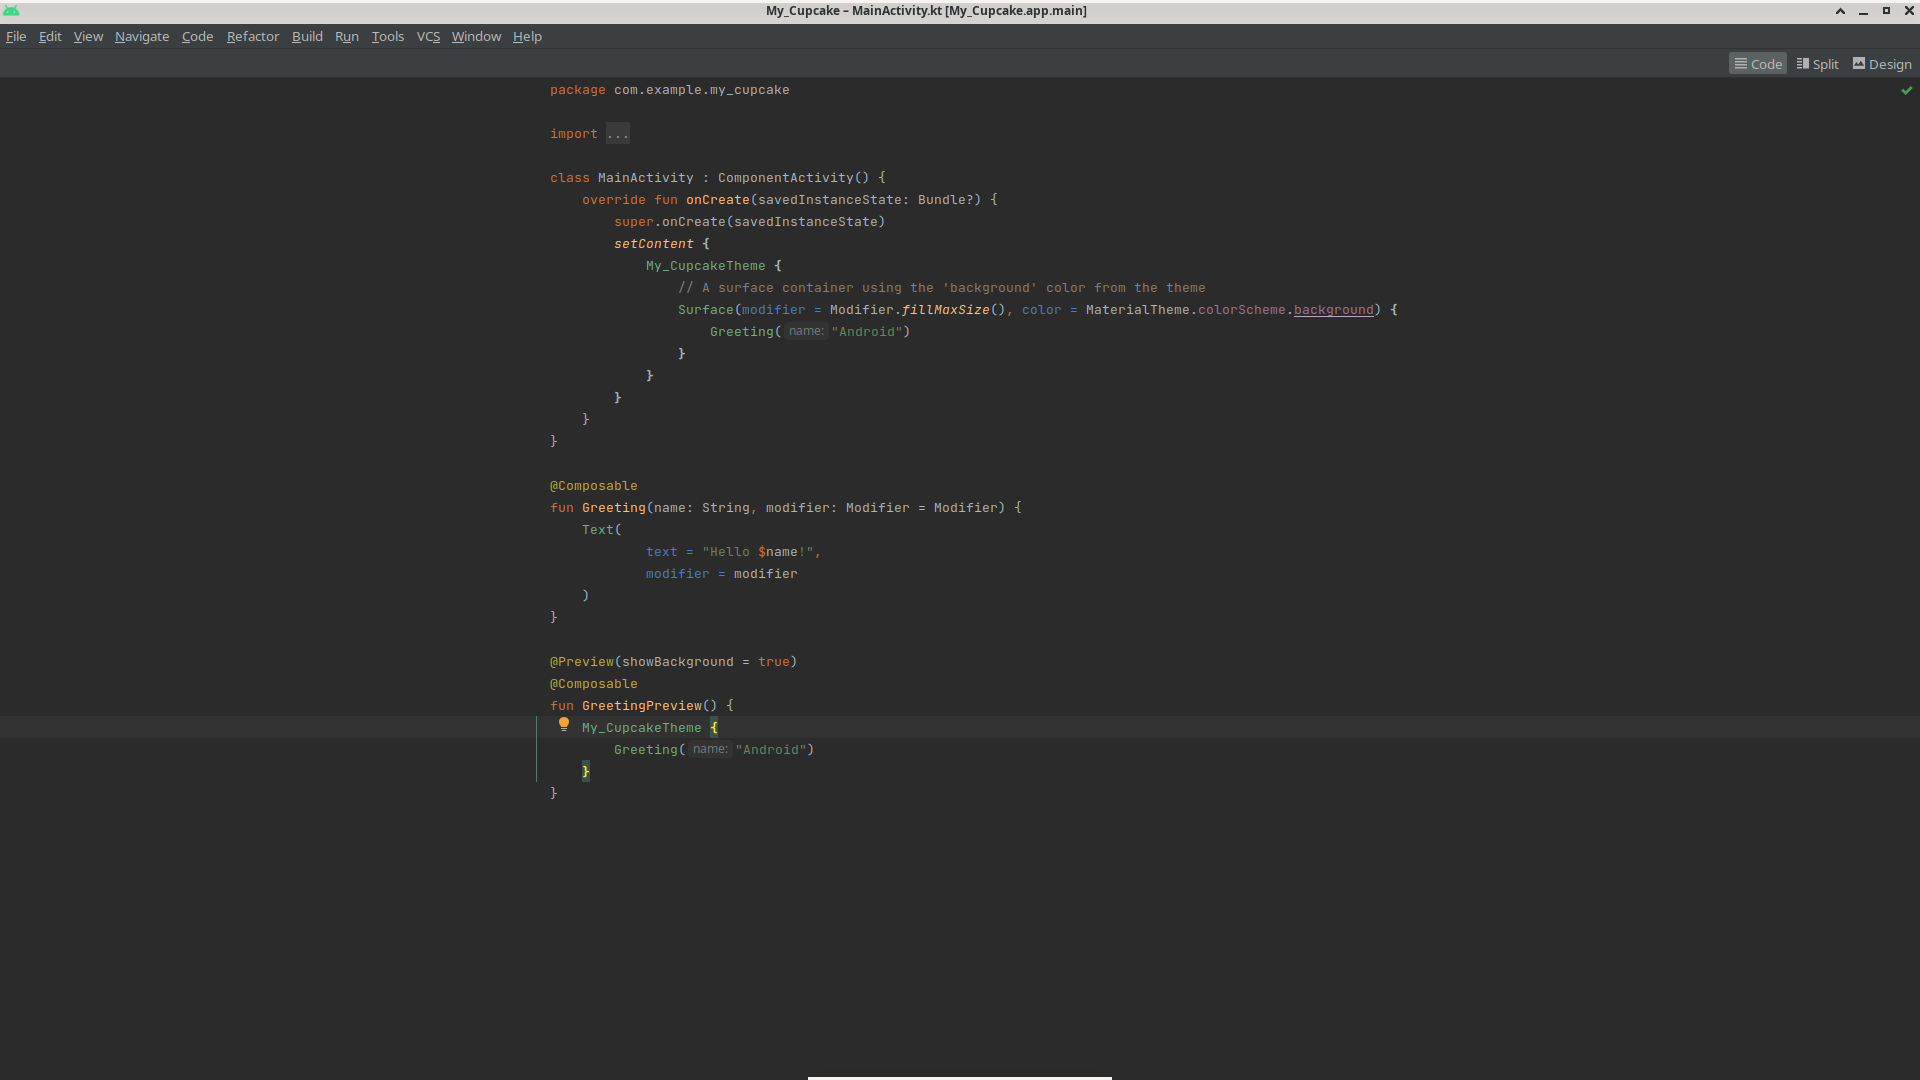 My_Cupcake – MainActivity.kt [My_Cupcake.app.main]
File Edit View Navigate Code Refactor Build Run Tools VCS Window Help
Code Split Design
package com.example.my_cupcake
import ...
class MainActivity : ComponentActivity() {
override fun onCreate(savedInstanceState: Bundle?) {
super.onCreate(savedInstanceState)
setContent {
My_CupcakeTheme {
// A surface container using the 'background' color from the theme
Surface(modifier = Modifier.fillMaxSize(), color = MaterialTheme.colorScheme.background) {
Greeting( name: "Android")
}
}
}
}
}
@Composable
fun Greeting(name: String, modifier: Modifier = Modifier) {
Text(
text = "Hello $name!",
modifier = modifier
)
}
@Preview(showBackground = true)
@Composable
fun GreetingPreview() {
My_CupcakeTheme {
Greeting( name: "Android")
}
}